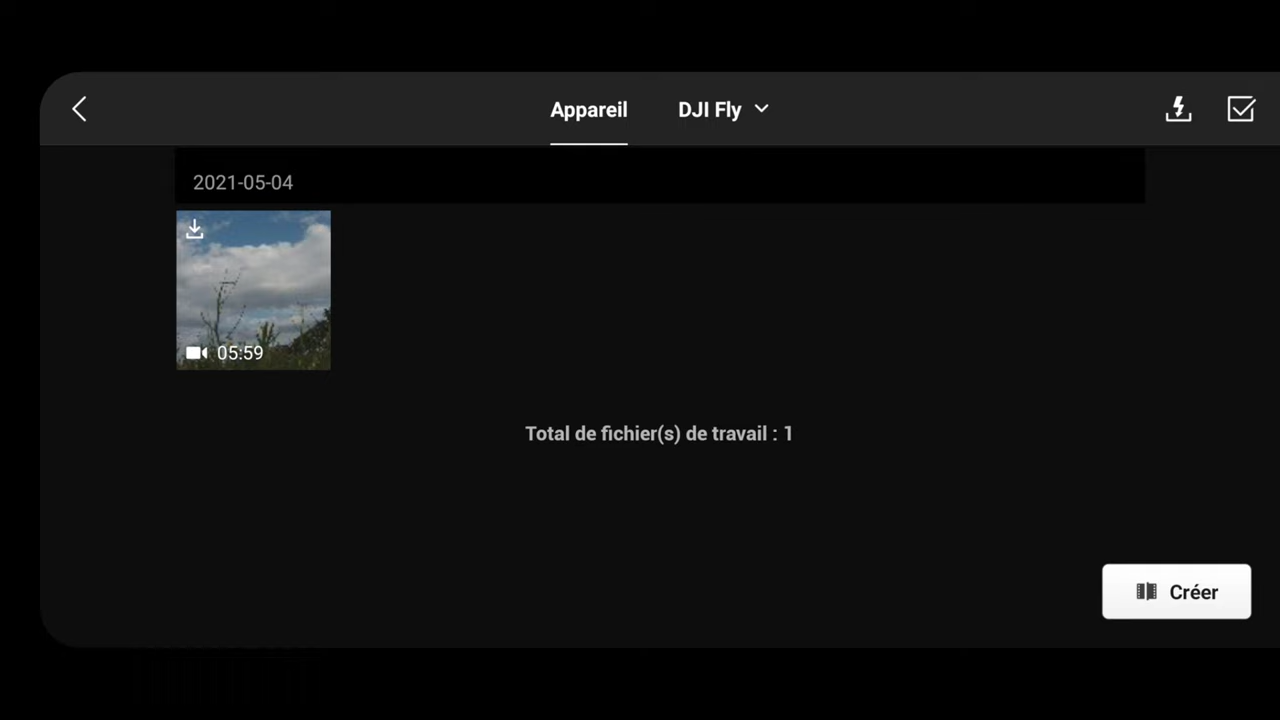 Appareil
DJI Fly
2021-05-04
05:59
Total de fichier(s) de travail : 1
Créer